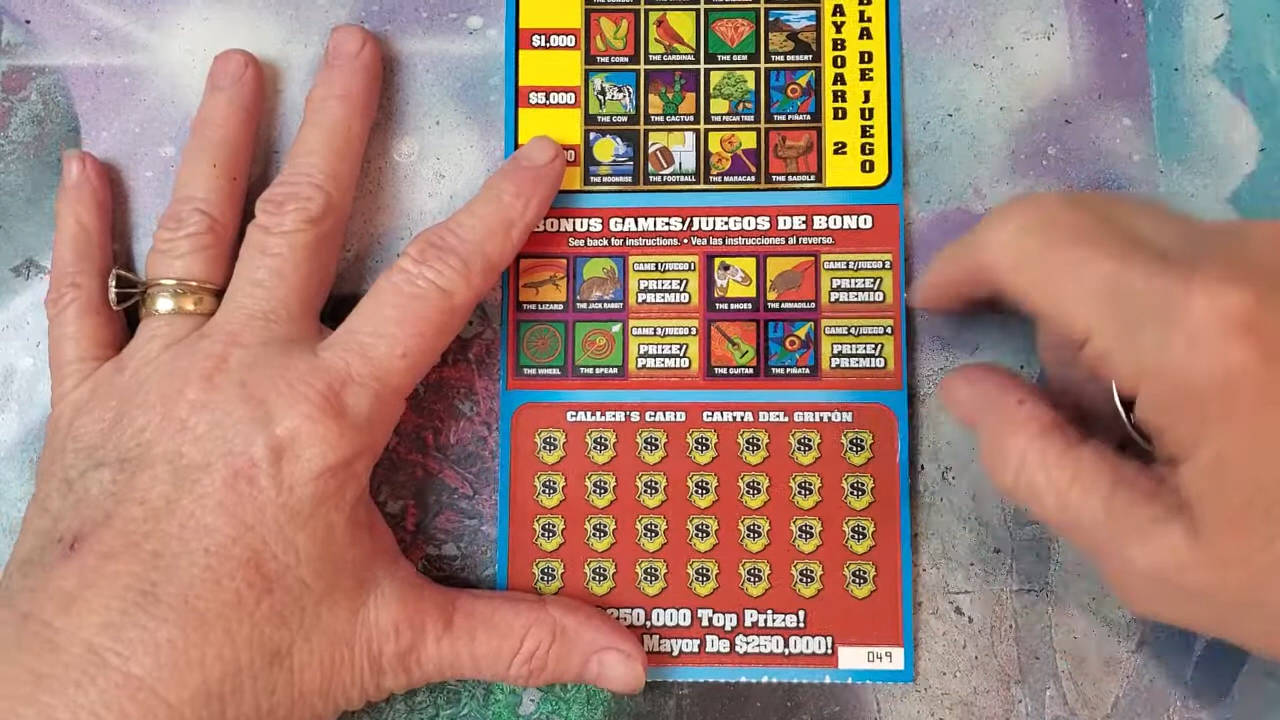 $1,000
THE CORN THE CARDINAL THE GEM THE DESERT
$5,000
THE COW THE CACTUS THE PECAN TREE THE PIÑATA
THE MOONRISE THE FOOTBALL THE MARACAS THE SADDLE
AYBOARD 2
BLA DE JUEGO
BONUS GAMES/JUEGOS DE BONO
See back for instructions. • Vea las instrucciones al reverso.
GAME 1/JUEGO 1
PRIZE/
PREMIO
THE LIZARD THE JACK RABBIT
GAME 2/JUEGO 2
PRIZE/
PREMIO
THE SHOES THE ARMADILLO
GAME 3/JUEGO 3
PRIZE/
PREMIO
THE WHEEL THE SPEAR
GAME 4/JUEGO 4
PRIZE/
PREMIO
THE GUITAR THE PIÑATA
CALLER'S CARD CARTA DEL GRITÓN
$ $ $ $ $ $ $
$ $ $ $ $ $ $
$ $ $ $ $ $ $
$ $ $ $ $ $ $
250,000 Top Prize!
Mayor De $250,000!
049